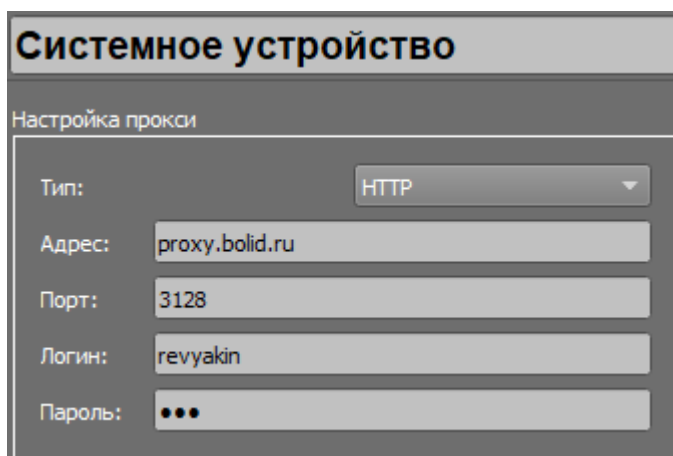 Системное устройство
Настройка прокси
Тип: HTTP
Адрес: proxy.bolid.ru
Порт: 3128
Логин: revyakin
Пароль: •••